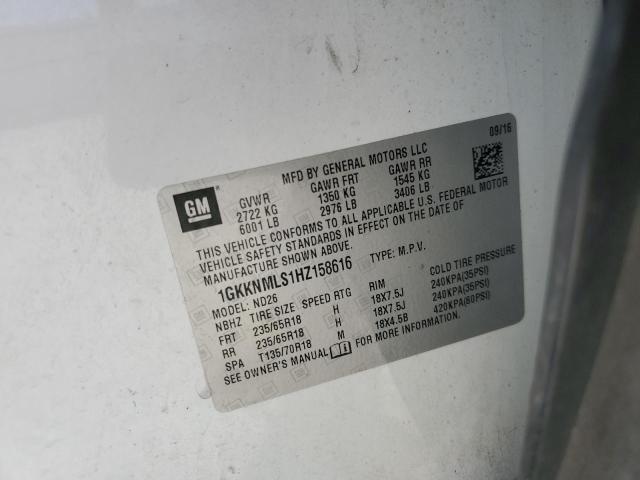 09/16
MFD BY GENERAL MOTORS LLC
GM
GVWR GAWR FRT GAWR RR
2722 KG 1350 KG 1545 KG
6001 LB 2976 LB 3406 LB
THIS VEHICLE CONFORMS TO ALL APPLICABLE U.S. FEDERAL MOTOR
VEHICLE SAFETY STANDARDS IN EFFECT ON THE DATE OF
MANUFACTURE SHOWN ABOVE.
1GKKNMLS1HZ158616 TYPE: M.P.V.
MODEL: ND26
NBHZ TIRE SIZE SPEED RTG RIM COLD TIRE PRESSURE
FRT 235/65R18 H 18X7.5J 240KPA(35PSI)
RR 235/65R18 H 18X7.5J 240KPA(35PSI)
SPA T135/70R18 M 18X4.5B 420KPA(60PSI)
SEE OWNER'S MANUAL FOR MORE INFORMATION.